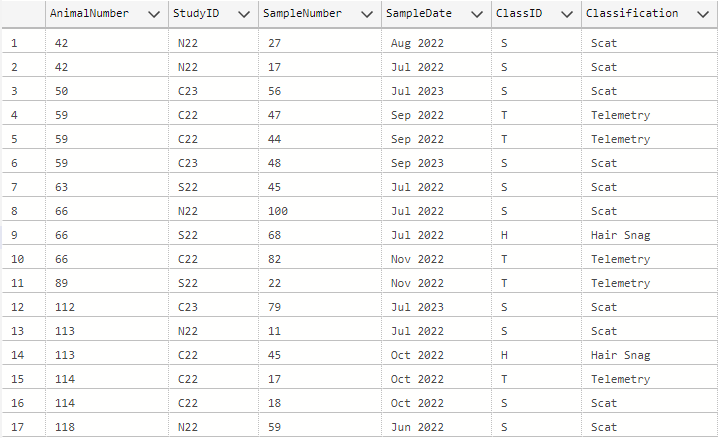 AnimalNumber StudyID SampleNumber SampleDate ClassID Classification
1 42 N22 27 Aug 2022 S Scat
2 42 N22 17 Jul 2022 S Scat
3 50 C23 56 Jul 2023 S Scat
4 59 C22 47 Sep 2022 T Telemetry
5 59 C22 44 Sep 2022 T Telemetry
6 59 C23 48 Sep 2023 S Scat
7 63 S22 45 Jul 2022 S Scat
8 66 N22 100 Jul 2022 S Scat
9 66 S22 68 Jul 2022 H Hair Snag
10 66 C22 82 Nov 2022 T Telemetry
11 89 S22 22 Nov 2022 T Telemetry
12 112 C23 79 Jul 2023 S Scat
13 113 N22 11 Jul 2022 S Scat
14 113 C22 45 Oct 2022 H Hair Snag
15 114 C22 17 Oct 2022 T Telemetry
16 114 C22 18 Oct 2022 S Scat
17 118 N22 59 Jun 2022 S Scat